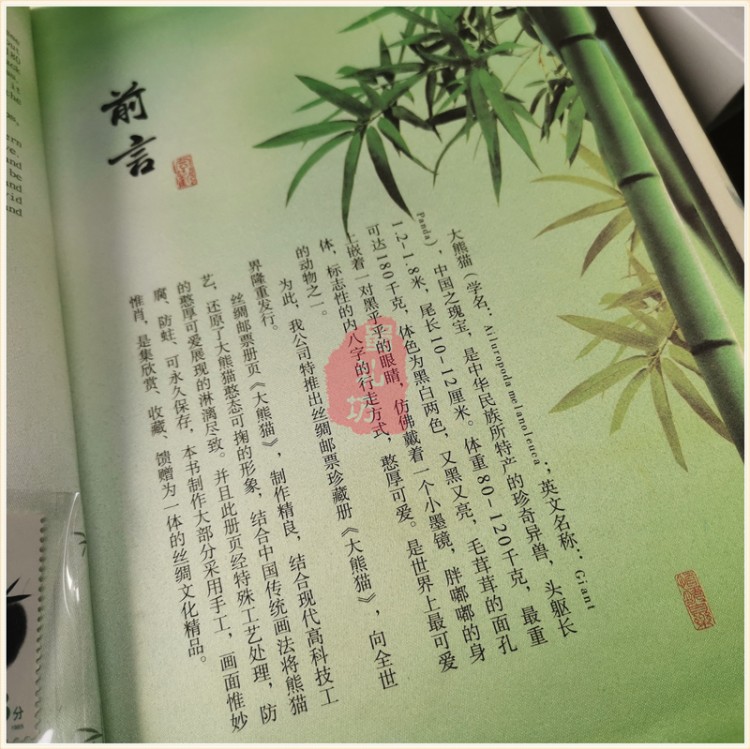 前言
大熊猫（学名：Ailuropoda melanoleuca；英文名称：Giant
Panda），中国之瑰宝，是中华民族所特产的珍奇异兽，头躯长
1.2-1.8米，尾长10-12厘米。体重80-120千克，最重
可达180千克，体色为黑白两色，又黑又亮，毛茸茸的面孔
上嵌着一对黑乎乎的眼睛，仿佛戴着一个小墨镜，胖嘟嘟的身
体，标志性的内八字的行走方式，憨厚可爱。是世界上最可爱
的动物之一。
为此，我公司特推出丝绸邮票珍藏册《大熊猫》，向全世
界隆重发行。
丝绸邮票册页《大熊猫》，制作精良，结合现代高科技工
艺，还原了大熊猫憨态可掬的形象，结合中国传统画法将熊猫
的憨厚可爱展现的淋漓尽致。并且此册页经特殊工艺处理，防
腐、防蛀、可永久保存，本书制作大部分采用手工，画面惟妙
惟肖，是集欣赏、收藏、馈赠为一体的丝绸文化精品。
it
the
be
and
rid
and
分